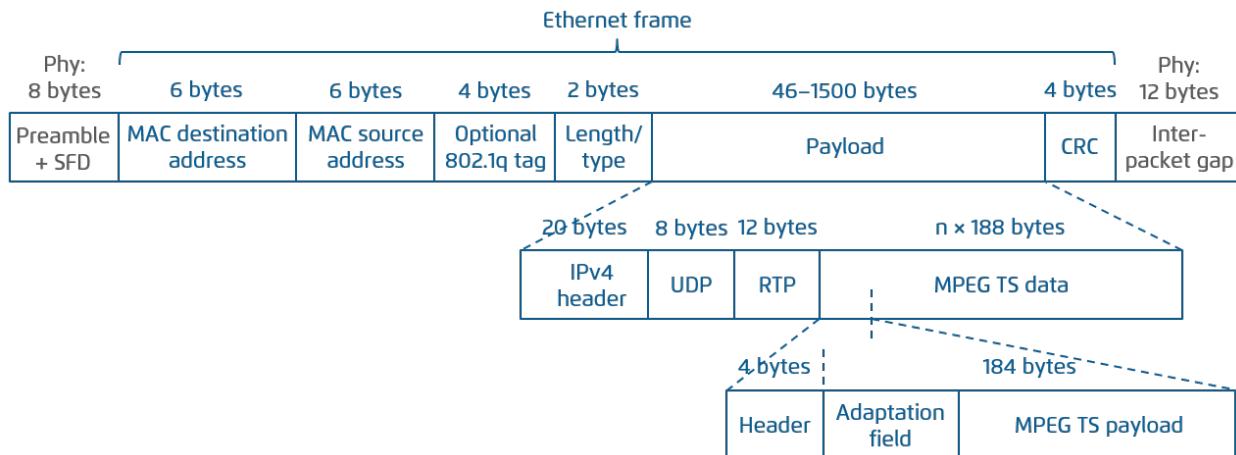 Ethernet frame
Phy:
8 bytes
6 bytes
6 bytes
4 bytes
2 bytes
46–1500 bytes
4 bytes
Phy:
12 bytes
Preamble
+ SFD
MAC destination
address
MAC source
address
Optional
802.1q tag
Length/
type
Payload
CRC
Inter-
packet gap
20 bytes
8 bytes
12 bytes
n × 188 bytes
IPv4
header
UDP
RTP
MPEG TS data
4 bytes
184 bytes
Header
Adaptation
field
MPEG TS payload